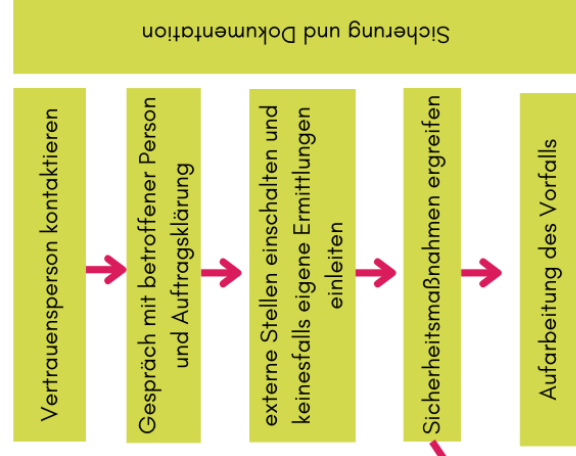 Sicherung und Dokumentation
Vertrauensperson kontaktieren
Gespräch mit betroffener Person
und Auftragsklärung
externe Stellen einschalten und
keinesfalls eigene Ermittlungen
einleiten
Sicherheitsmaßnahmen ergreifen
Aufarbeitung des Vorfalls